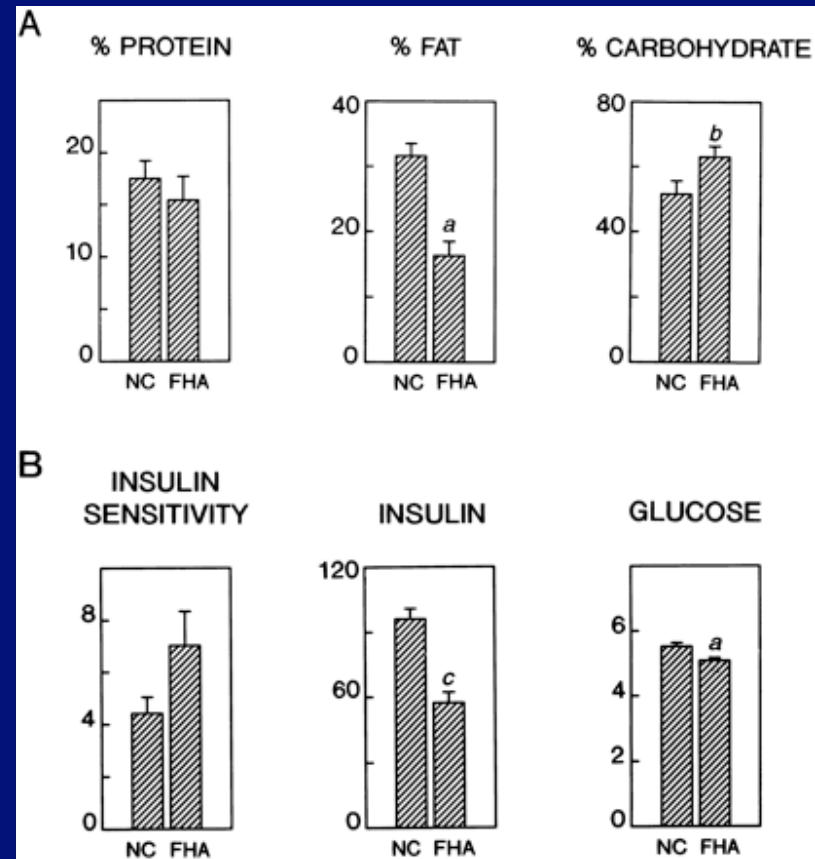 A
% PROTEIN
20
10
0
NC FHA
% FAT
40
20
0
a
NC FHA
% CARBOHYDRATE
80
40
0
b
NC FHA
B
INSULIN
SENSITIVITY
8
4
0
NC FHA
INSULIN
120
60
0
c
NC FHA
GLUCOSE
6
4
2
0
a
NC FHA